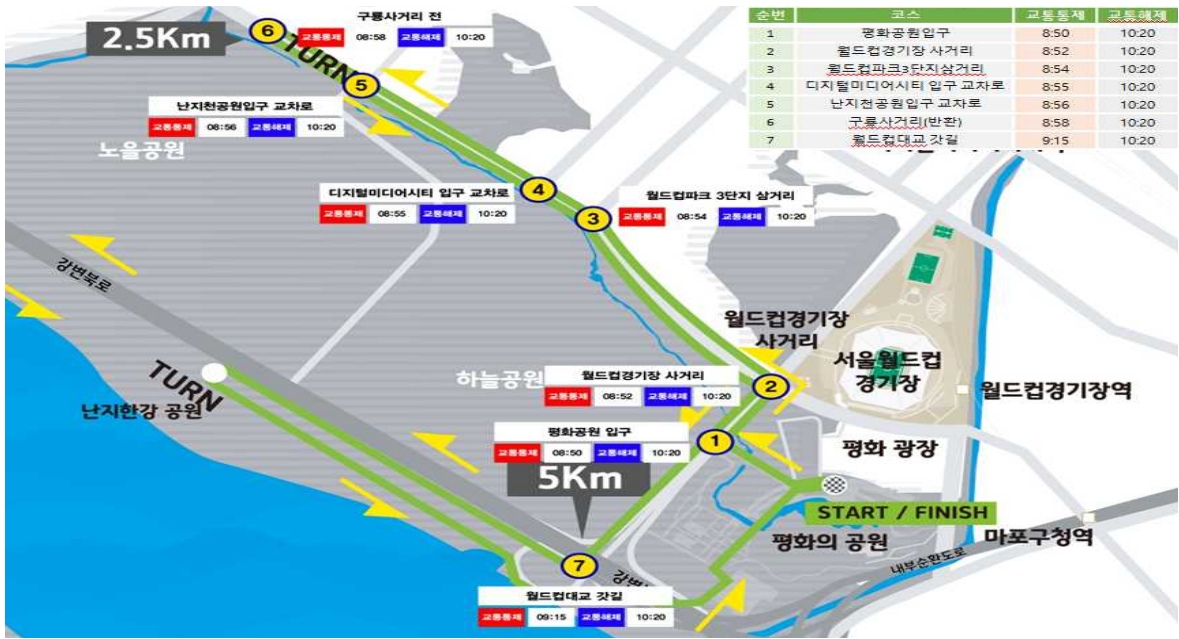 구룡사거리 전
2.5Km
교통통제 08:58 교통해제 10:20
TURN
6
5
난지천공원입구 교차로
교통통제 08:56 교통해제 10:20
노을공원
순번 코스 교통통제 교통해제
1 평화공원입구 8:50 10:20
2 월드컵경기장 사거리 8:52 10:20
3 월드컵파크3단지삼거리 8:54 10:20
4 디지털미디어시티 입구 교차로 8:55 10:20
5 난지천공원입구 교차로 8:56 10:20
6 구룡사거리(반환) 8:58 10:20
7 월드컵대교 갓길 9:15 10:20
디지털미디어시티 입구 교차로
교통통제 08:55 교통해제 10:20
4
월드컵파크 3단지 삼거리
교통통제 08:54 교통해제 10:20
3
강변북로
월드컵경기장
사거리
서울월드컵
경기장
월드컵경기장역
TURN
난지한강 공원
하늘공원
월드컵경기장 사거리
교통통제 08:52 교통해제 10:20
2
평화공원 입구
교통통제 08:50 교통해제 10:20
1
평화 광장
5Km
START / FINISH
평화의 공원
마포구청역
내부순환도로
7
월드컵대교 갓길
교통통제 09:15 교통해제 10:20